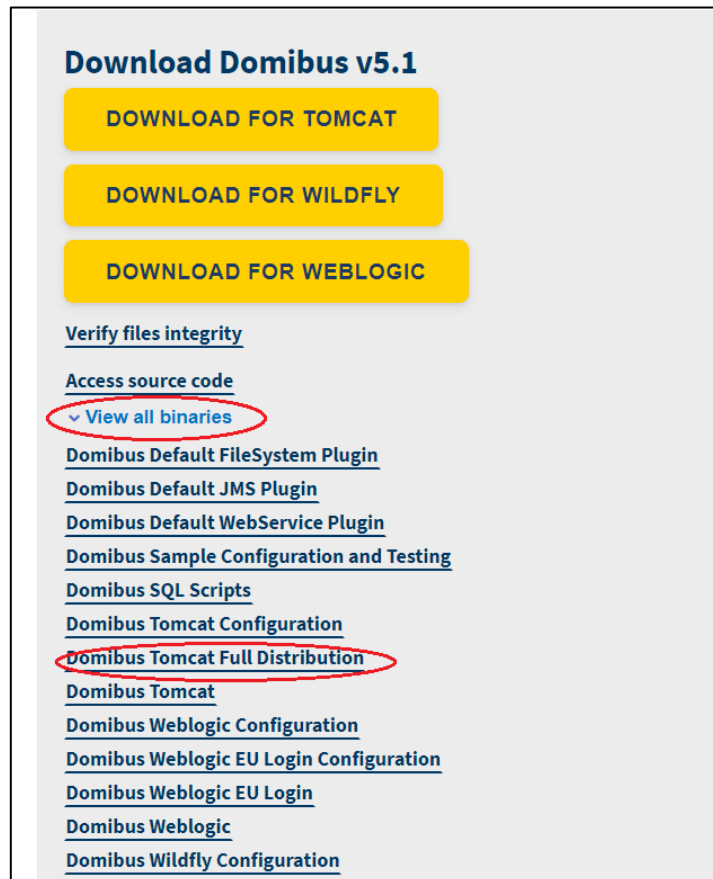 Download Domibus v5.1
DOWNLOAD FOR TOMCAT
DOWNLOAD FOR WILDFLY
DOWNLOAD FOR WEBLOGIC
Verify files integrity
Access source code
View all binaries
Domibus Default FileSystem Plugin
Domibus Default JMS Plugin
Domibus Default WebService Plugin
Domibus Sample Configuration and Testing
Domibus SQL Scripts
Domibus Tomcat Configuration
Domibus Tomcat Full Distribution
Domibus Tomcat
Domibus Weblogic Configuration
Domibus Weblogic EU Login Configuration
Domibus Weblogic EU Login
Domibus Weblogic
Domibus Wildfly Configuration